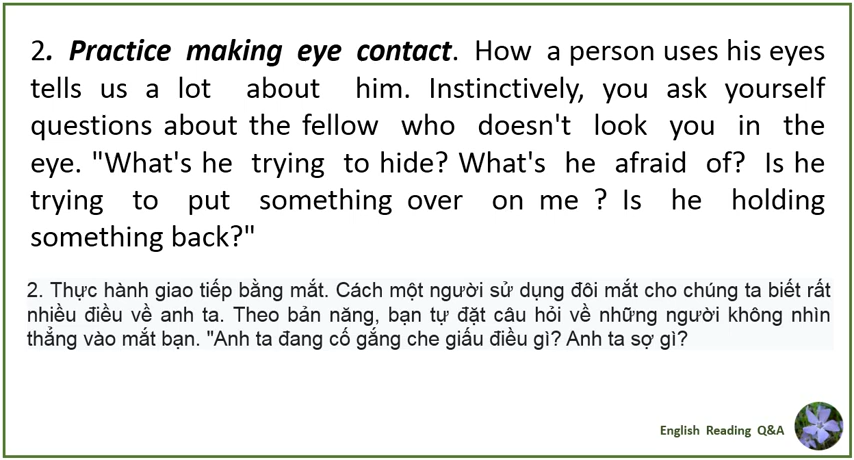 2. Practice making eye contact. How a person uses his eyes
tells us a lot about him. Instinctively, you ask yourself
questions about the fellow who doesn't look you in the
eye. "What's he trying to hide? What's he afraid of? Is he
trying to put something over on me ? Is he holding
something back?"
2. Thực hành giao tiếp bằng mắt. Cách một người sử dụng đôi mắt cho chúng ta biết rất
nhiều điều về anh ta. Theo bản năng, bạn tự đặt câu hỏi về những người không nhìn
thẳng vào mắt bạn. "Anh ta đang cố gắng che giấu điều gì? Anh ta sợ gì?
English Reading Q&A